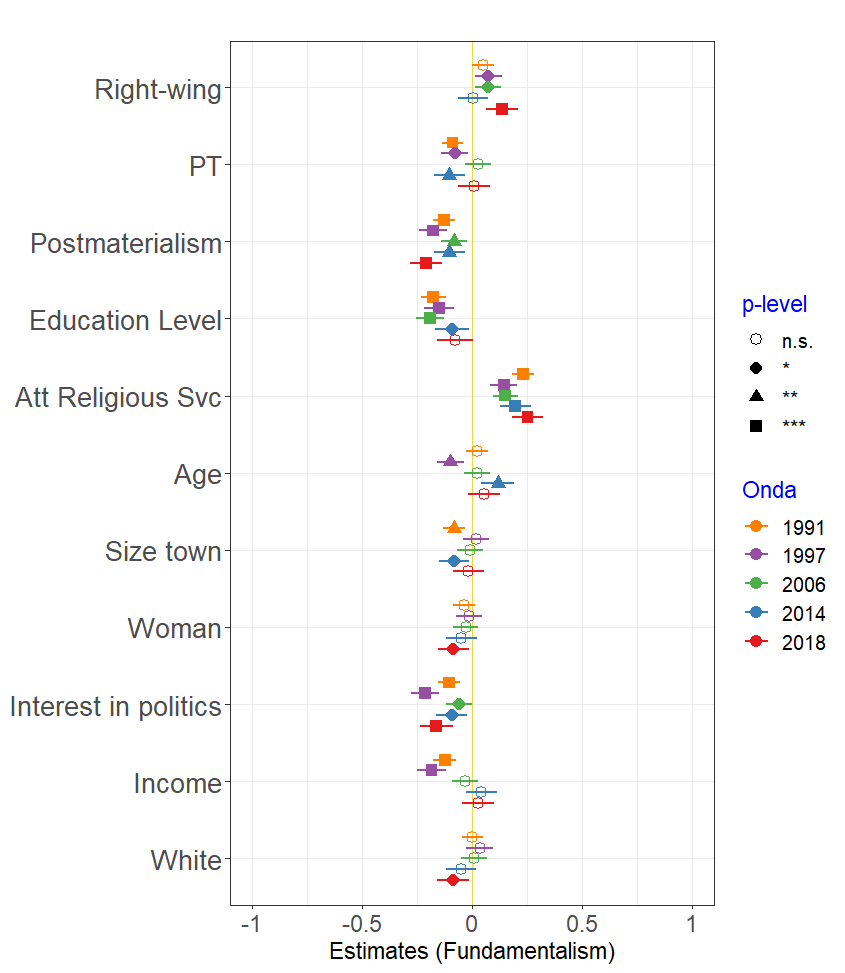 Right-wing
PT
Postmaterialism
Education Level
Att Religious Svc
Age
Size town
Woman
Interest in politics
Income
White
-1
-0.5
0
0.5
1
Estimates (Fundamentalism)
p-level
n.s.
*
**
***
Onda
1991
1997
2006
2014
2018